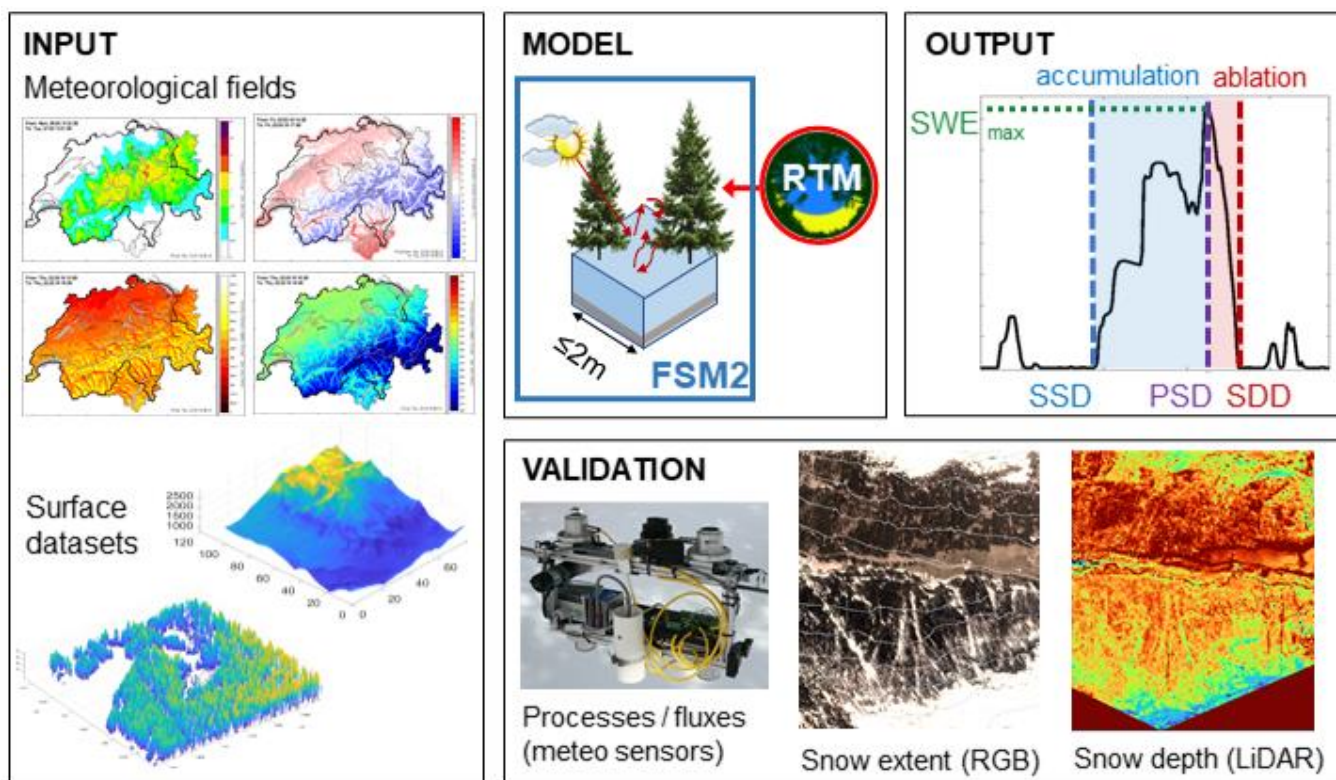 INPUT
Meteorological fields
Surface
datasets
2500
2000
1500
1000
120
100
80
60
40
20
0
0
20
40
60
MODEL
RTM
≤2m
FSM2
OUTPUT
accumulation ablation
SWE max
SSD PSD SDD
VALIDATION
Processes / fluxes
(meteo sensors)
Snow extent (RGB)
Snow depth (LiDAR)